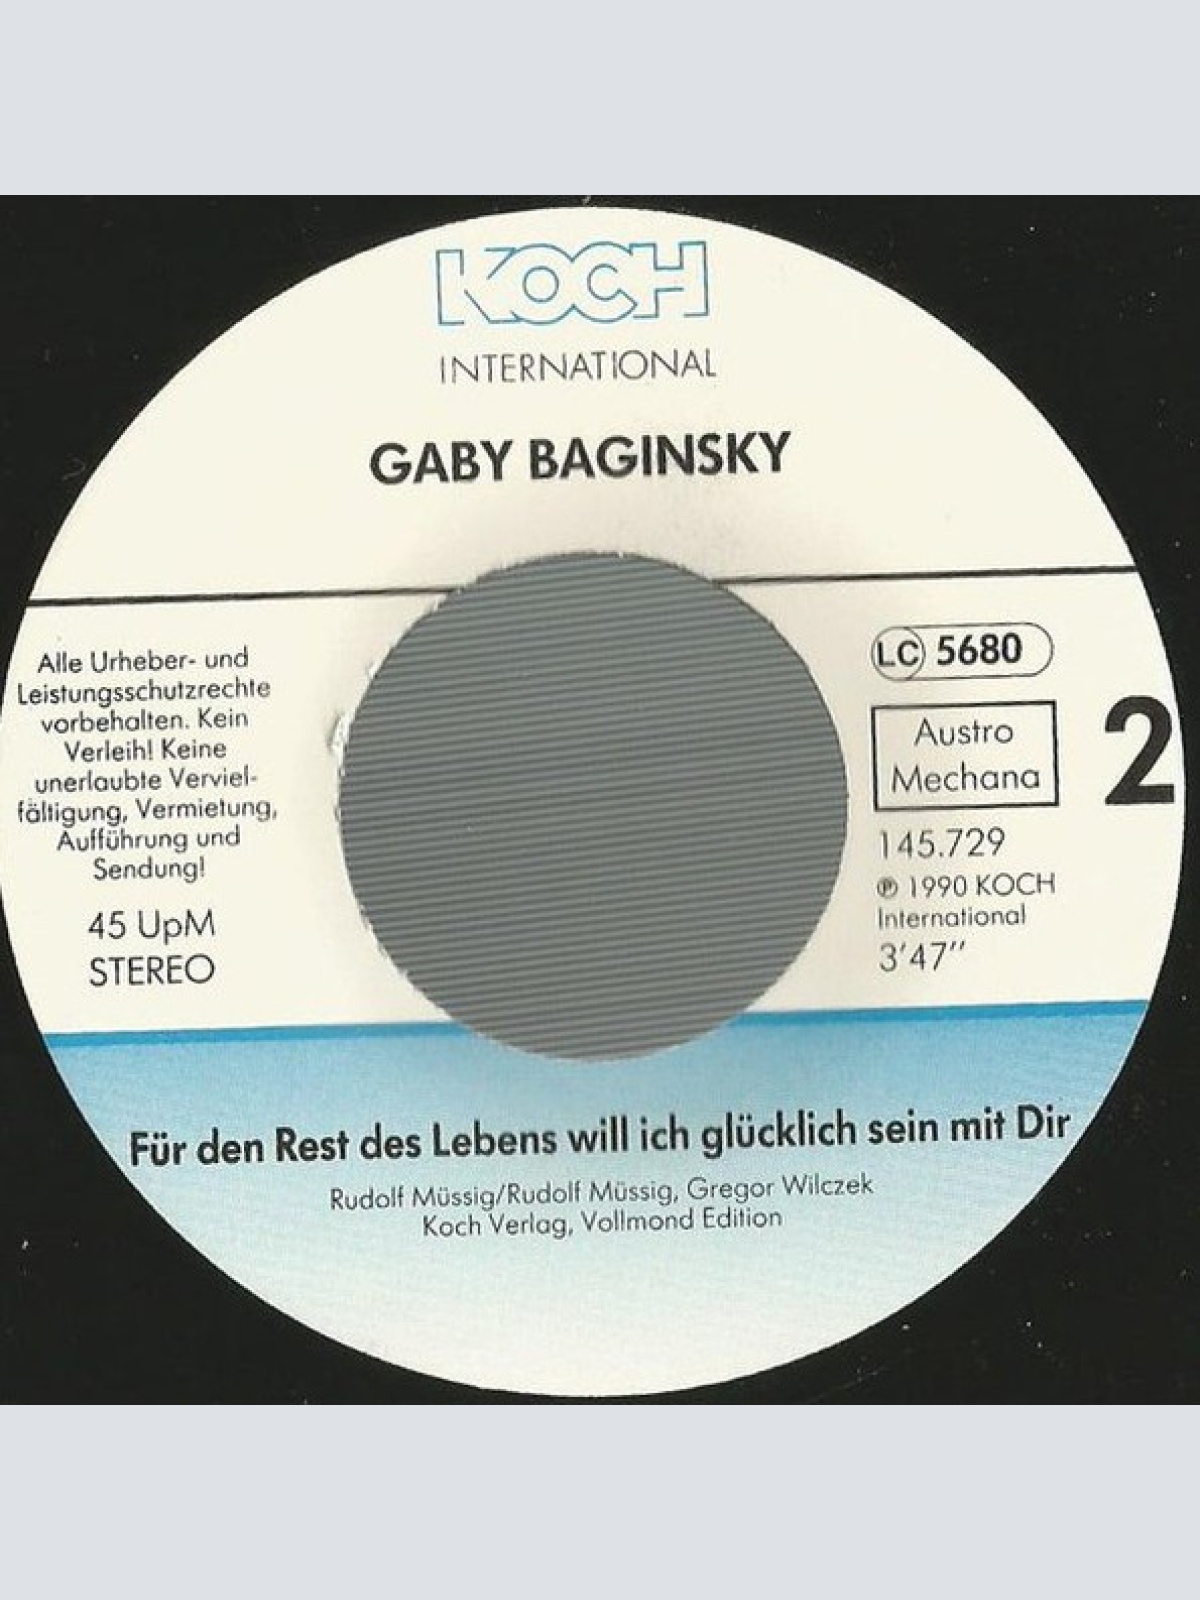 KOCH
INTERNATIONAL
GABY BAGINSKY
Alle Urheber- und
Leistungsschutzrechte
vorbehalten. Kein
Verleih! Keine
unerlaubte Verviel-
fältigung, Vermietung,
Aufführung und
Sendung!
45 UpM
STEREO
LC 5680
Austro
Mechana
2
145.729
℗ 1990 KOCH
International
3'47''
Für den Rest des Lebens will ich glücklich sein mit Dir
Rudolf Müssig/Rudolf Müssig, Gregor Wilczek
Koch Verlag, Vollmond Edition